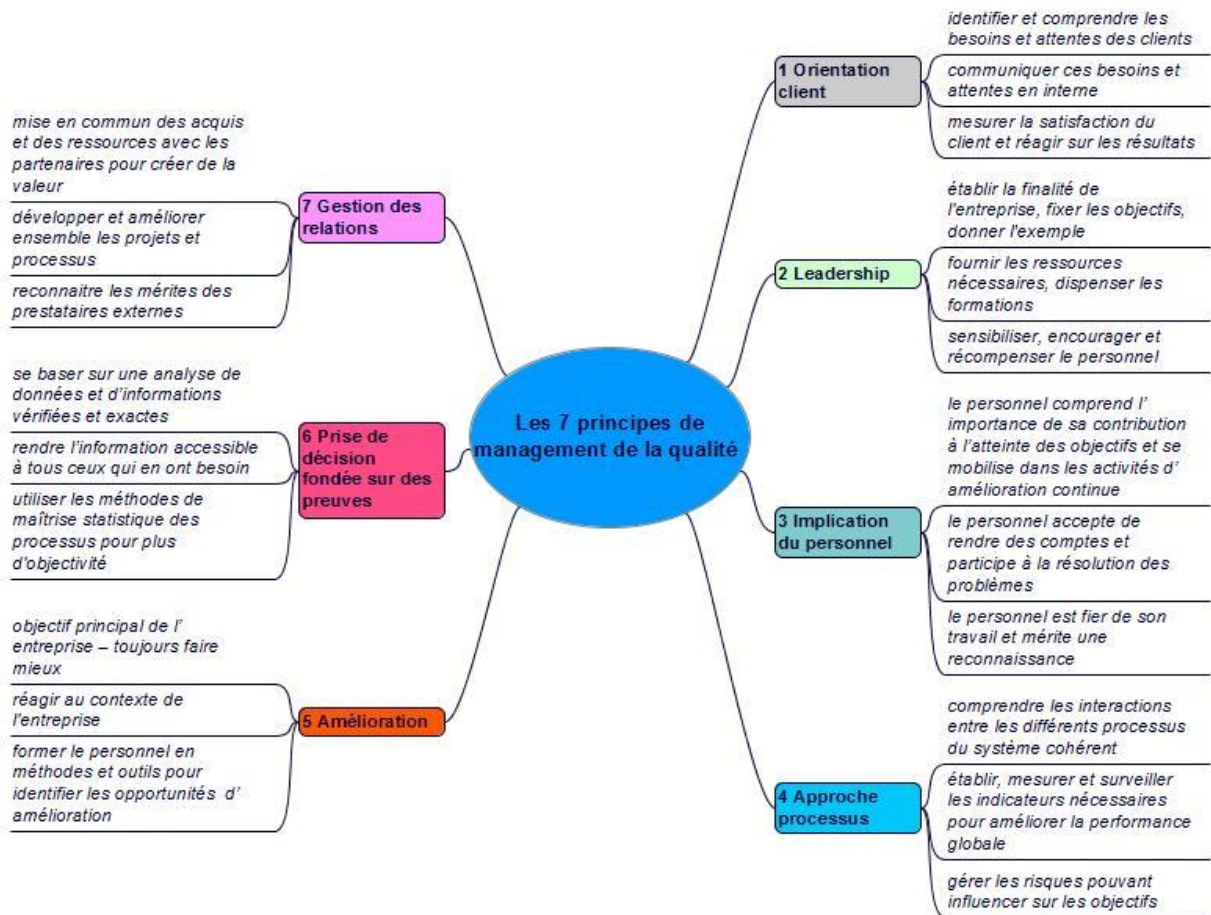 Les 7 principes de
management de la qualité
1 Orientation
client
identifier et comprendre les
besoins et attentes des clients
communiquer ces besoins et
attentes en interne
mesurer la satisfaction du
client et réagir sur les résultats
2 Leadership
établir la finalité de
l'entreprise, fixer les objectifs,
donner l'exemple
fournir les ressources
nécessaires, dispenser les
formations
sensibiliser, encourager et
récompenser le personnel
3 Implication
du personnel
le personnel comprend l’
importance de sa contribution
à l’atteinte des objectifs et se
mobilise dans les activités d’
amélioration continue
le personnel accepte de
rendre des comptes et
participe à la résolution des
problèmes
le personnel est fier de son
travail et mérite une
reconnaissance
4 Approche
processus
comprendre les interactions
entre les différents processus
du système cohérent
établir, mesurer et surveiller
les indicateurs nécessaires
pour améliorer la performance
globale
gérer les risques pouvant
influencer sur les objectifs
5 Amélioration
objectif principal de l’
entreprise – toujours faire
mieux
réagir au contexte de
l'entreprise
former le personnel en
méthodes et outils pour
identifier les opportunités d’
amélioration
6 Prise de
décision
fondée sur des
preuves
se baser sur une analyse de
données et d’informations
vérifiées et exactes
rendre l’information accessible
à tous ceux qui en ont besoin
utiliser les méthodes de
maîtrise statistique des
processus pour plus
d'objectivité
7 Gestion des
relations
mise en commun des acquis
et des ressources avec les
partenaires pour créer de la
valeur
développer et améliorer
ensemble les projets et
processus
reconnaitre les mérites des
prestataires externes